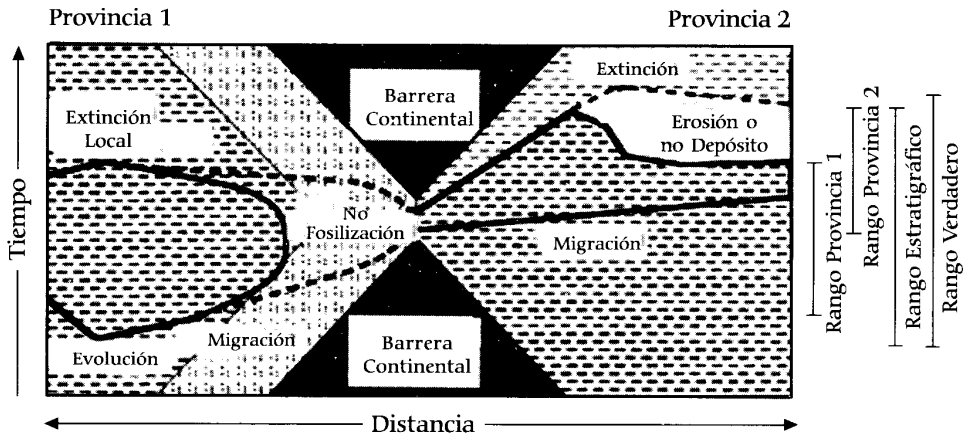 Provincia 1
Provincia 2
Extinción
Barrera
Continental
Extinción
Local
Erosión o
no Depósito
No
Fosilización
Migración
Evolución
Migración
Barrera
Continental
Tiempo
Distancia
Rango Provincia 1
Rango Provincia 2
Rango Estratigráfico
Rango Verdadero